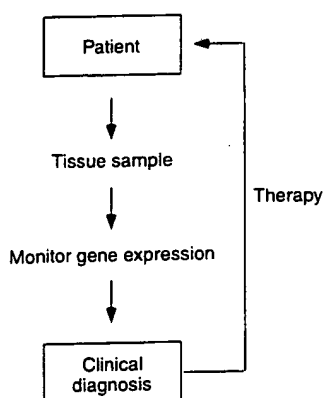 Patient
Tissue sample
Therapy
Monitor gene expression
Clinical
diagnosis